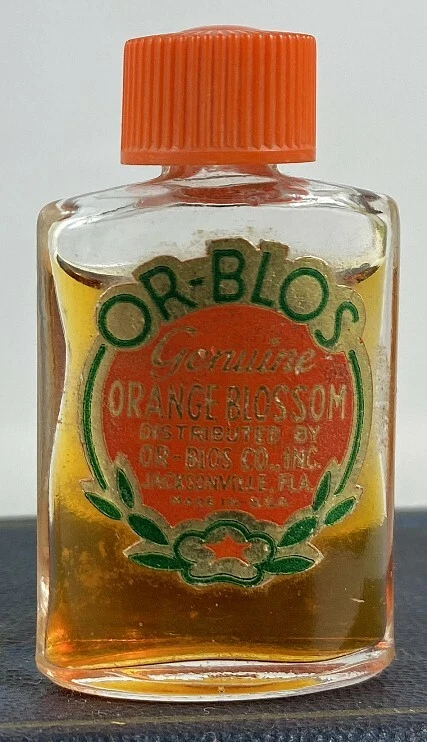 OR-BLOS
Genuine
ORANGE BLOSSOM
DISTRIBUTED BY
OR-BLOS CO., INC.
JACKSONVILLE, FLA.
MADE IN U.S.A.